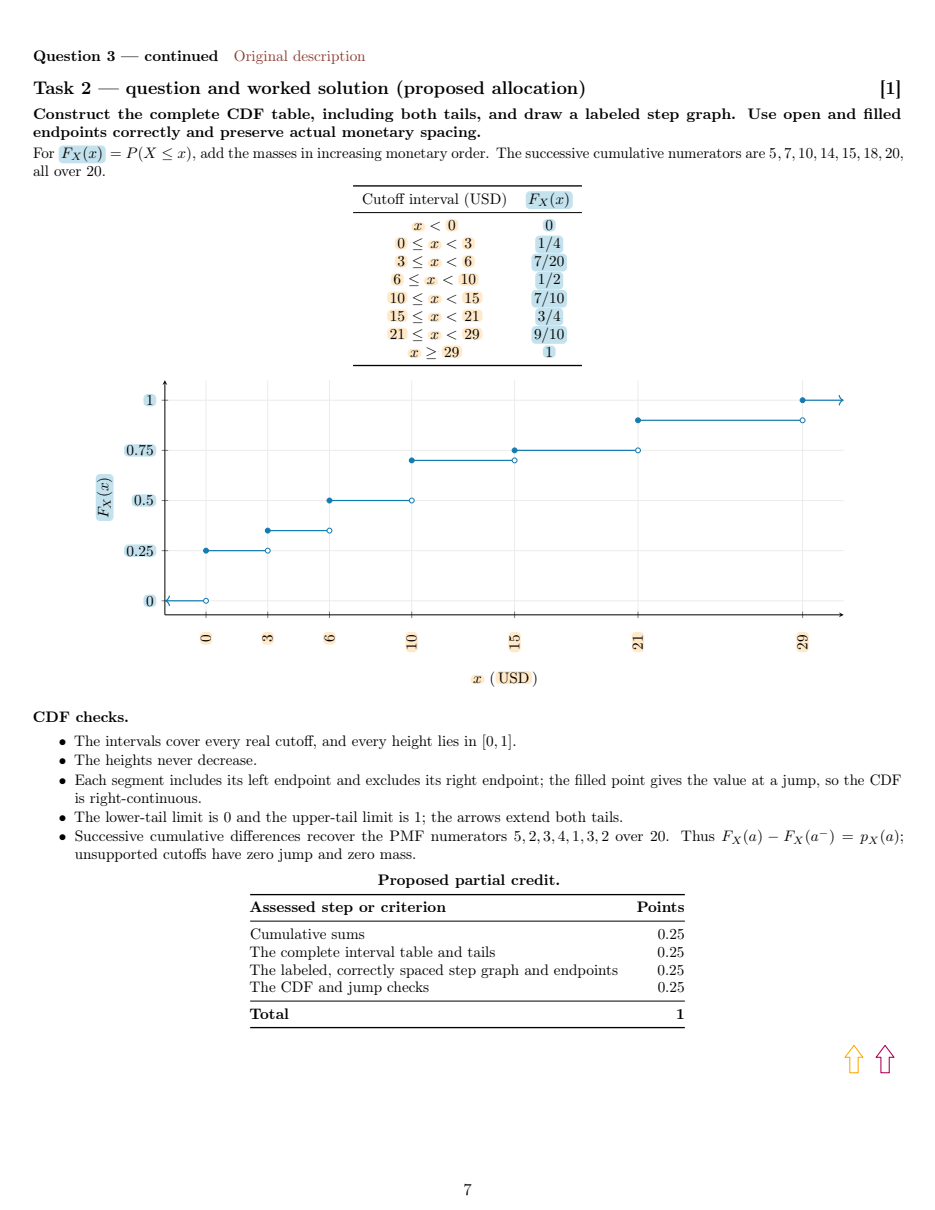 Question 3 — continued Original description
Task 2 — question and worked solution (proposed allocation) [1]
Construct the complete CDF table, including both tails, and draw a labeled step graph. Use open and filled
endpoints correctly and preserve actual monetary spacing.
For F_X(x) = P(X ≤ x), add the masses in increasing monetary order. The successive cumulative numerators are 5, 7, 10, 14, 15, 18, 20,
all over 20.
Cutoff interval (USD) F_X(x)
x < 0 0
0 ≤ x < 3 1/4
3 ≤ x < 6 7/20
6 ≤ x < 10 1/2
10 ≤ x < 15 7/10
15 ≤ x < 21 3/4
21 ≤ x < 29 9/10
x ≥ 29 1
1
0.75
0.5
0.25
0
F_X(x)
0 3 6 10 15 21 29
x (USD)
CDF checks.
• The intervals cover every real cutoff, and every height lies in [0, 1].
• The heights never decrease.
• Each segment includes its left endpoint and excludes its right endpoint; the filled point gives the value at a jump, so the CDF
is right-continuous.
• The lower-tail limit is 0 and the upper-tail limit is 1; the arrows extend both tails.
• Successive cumulative differences recover the PMF numerators 5, 2, 3, 4, 1, 3, 2 over 20. Thus F_X(a) − F_X(a⁻) = p_X(a);
unsupported cutoffs have zero jump and zero mass.
Proposed partial credit.
Assessed step or criterion Points
Cumulative sums 0.25
The complete interval table and tails 0.25
The labeled, correctly spaced step graph and endpoints 0.25
The CDF and jump checks 0.25
Total 1
7